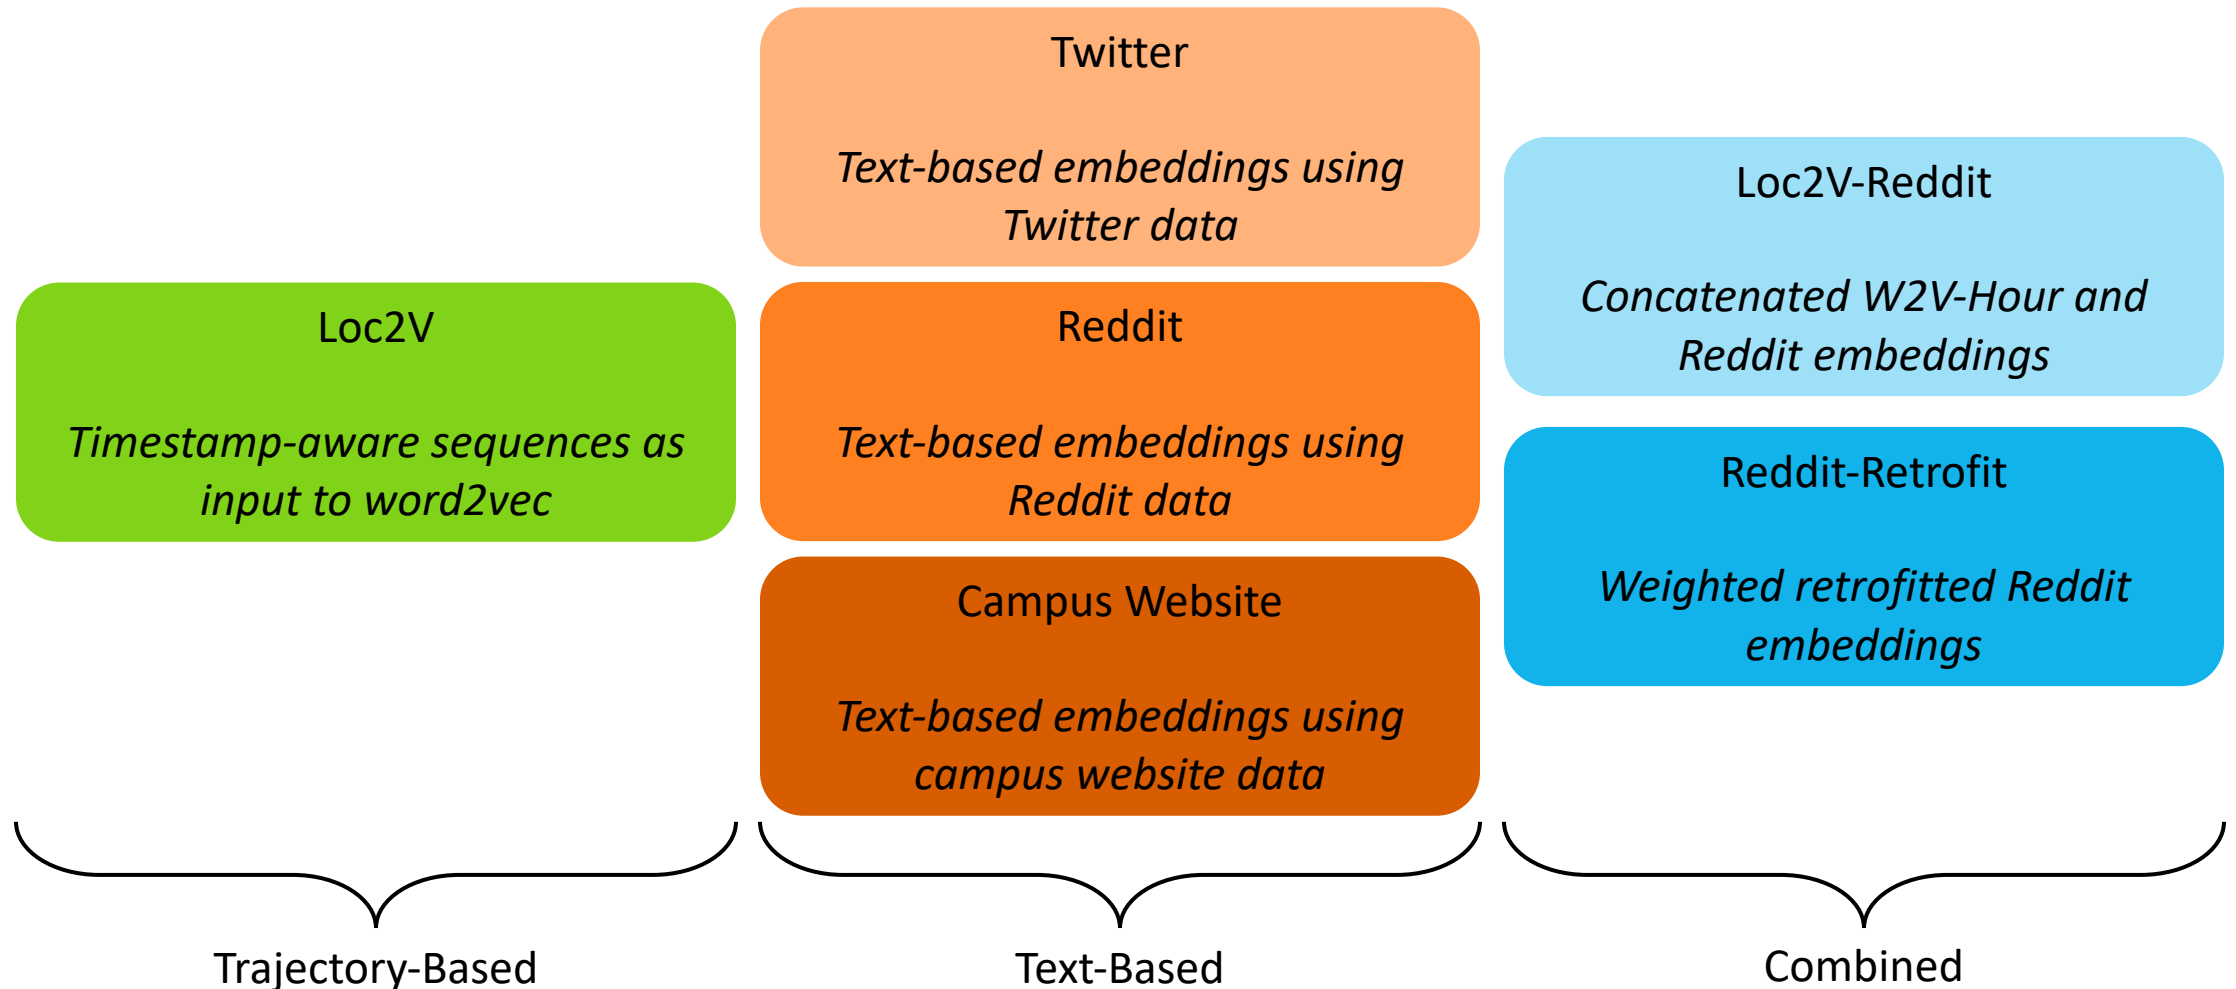 Loc2V
Timestamp-aware sequences as
input to word2vec
Trajectory-Based
Twitter
Text-based embeddings using
Twitter data
Reddit
Text-based embeddings using
Reddit data
Campus Website
Text-based embeddings using
campus website data
Text-Based
Loc2V-Reddit
Concatenated W2V-Hour and
Reddit embeddings
Reddit-Retrofit
Weighted retrofitted Reddit
embeddings
Combined